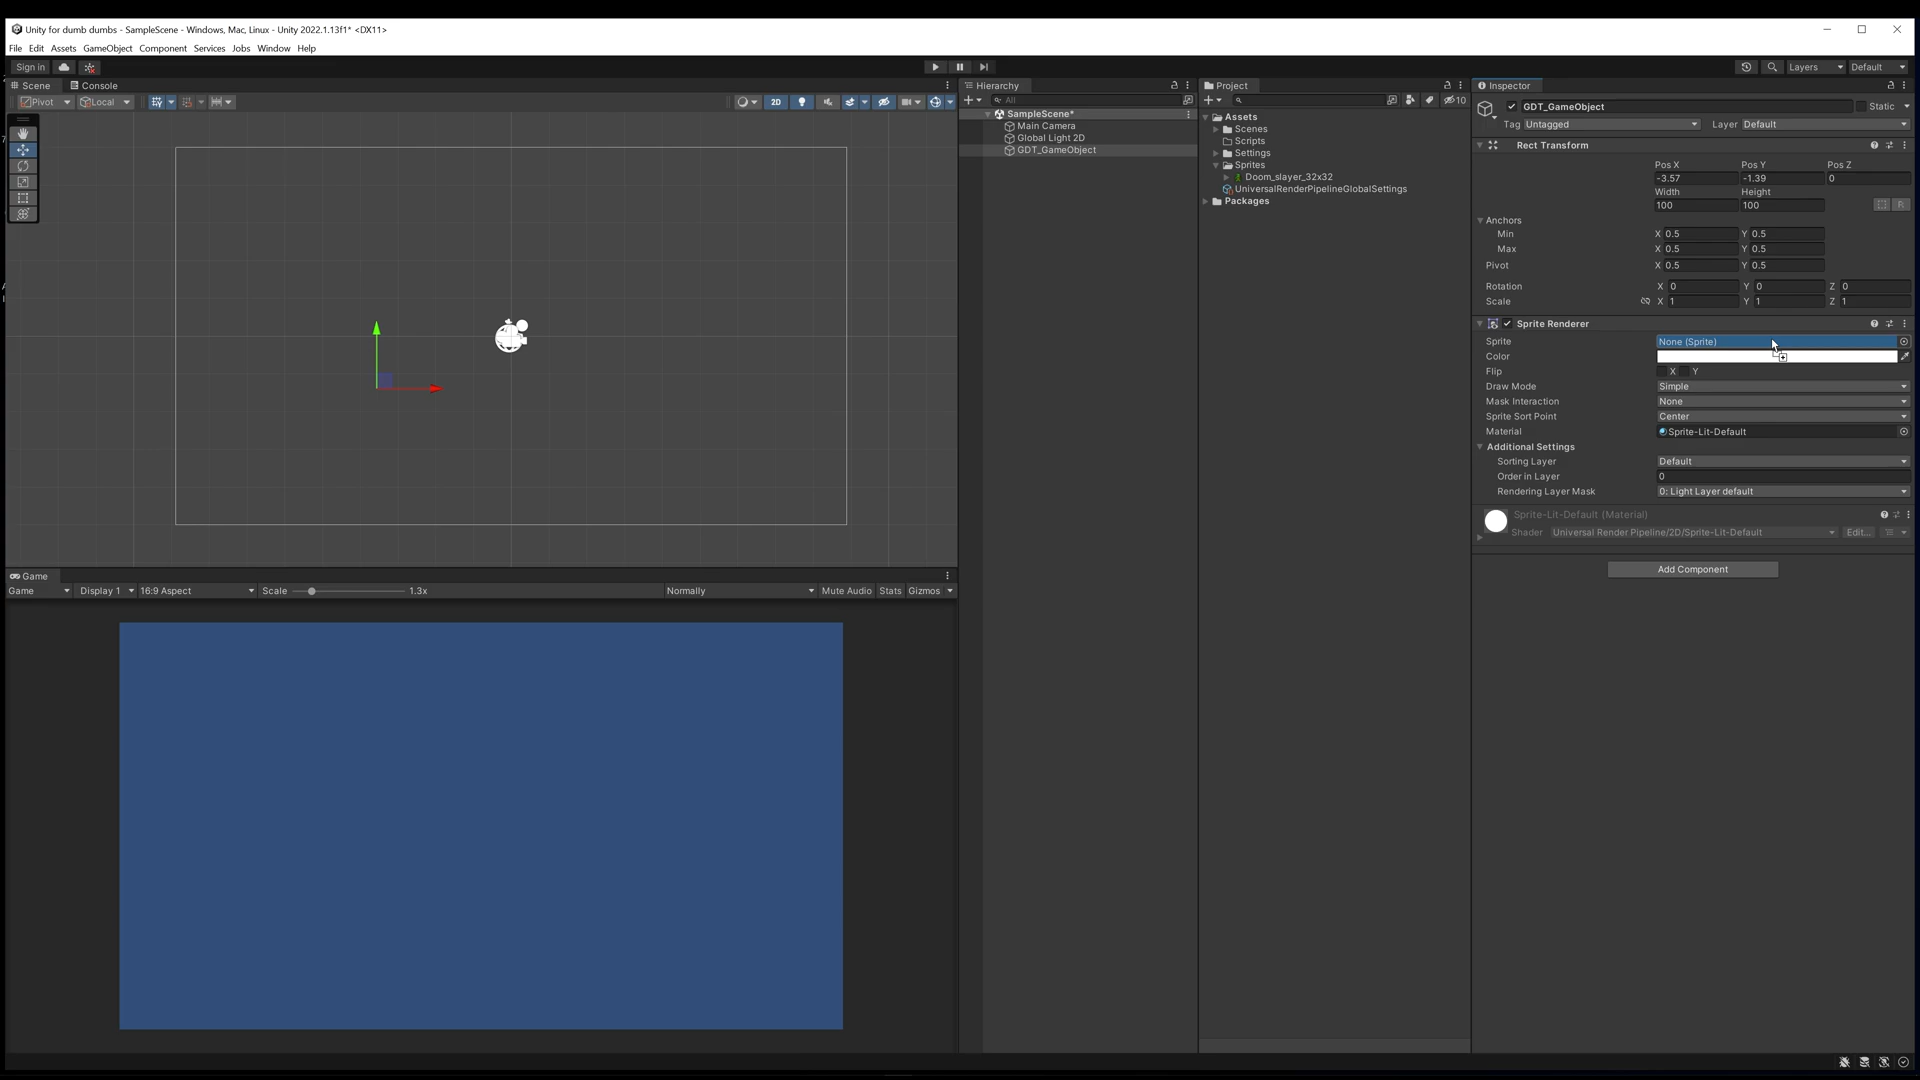 Unity for dumb dumbs - SampleScene - Windows, Mac, Linux - Unity 2022.1.13f1* <DX11>
File Edit Assets GameObject Component Services Jobs Window Help
Sign in
Layers Default
Scene Console
Pivot Local
2D
Hierarchy
All
SampleScene*
Main Camera
Global Light 2D
GDT_GameObject
Project
10
Assets
Scenes
Scripts
Settings
Sprites
Doom_slayer_32x32
UniversalRenderPipelineGlobalSettings
Packages
Inspector
GDT_GameObject Static
Tag Untagged Layer Default
Rect Transform
Pos X Pos Y Pos Z
-3.57 -1.39 0
Width Height
100 100
R
Anchors
Min X 0.5 Y 0.5
Max X 0.5 Y 0.5
Pivot X 0.5 Y 0.5
Rotation X 0 Y 0 Z 0
Scale X 1 Y 1 Z 1
Sprite Renderer
Sprite None (Sprite)
Color
Flip X Y
Draw Mode Simple
Mask Interaction None
Sprite Sort Point Center
Material Sprite-Lit-Default
Additional Settings
Sorting Layer Default
Order in Layer 0
Rendering Layer Mask 0: Light Layer default
Sprite-Lit-Default (Material)
Shader Universal Render Pipeline/2D/Sprite-Lit-Default Edit...
Add Component
Game
Game Display 1 16:9 Aspect Scale 1.3x Normally Mute Audio Stats Gizmos